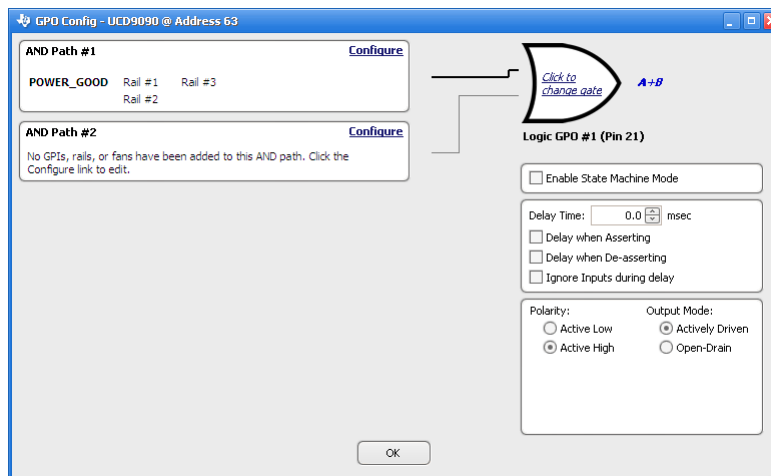 GPO Config - UCD9090 @ Address 63
AND Path #1 Configure
POWER_GOOD Rail #1 Rail #3
Rail #2
AND Path #2 Configure
No GPIs, rails, or fans have been added to this AND path. Click the
Configure link to edit.
Click to
change gate
A+B
Logic GPO #1 (Pin 21)
Enable State Machine Mode
Delay Time: 0.0 msec
Delay when Asserting
Delay when De-asserting
Ignore Inputs during delay
Polarity: Output Mode:
Active Low Actively Driven
Active High Open-Drain
OK